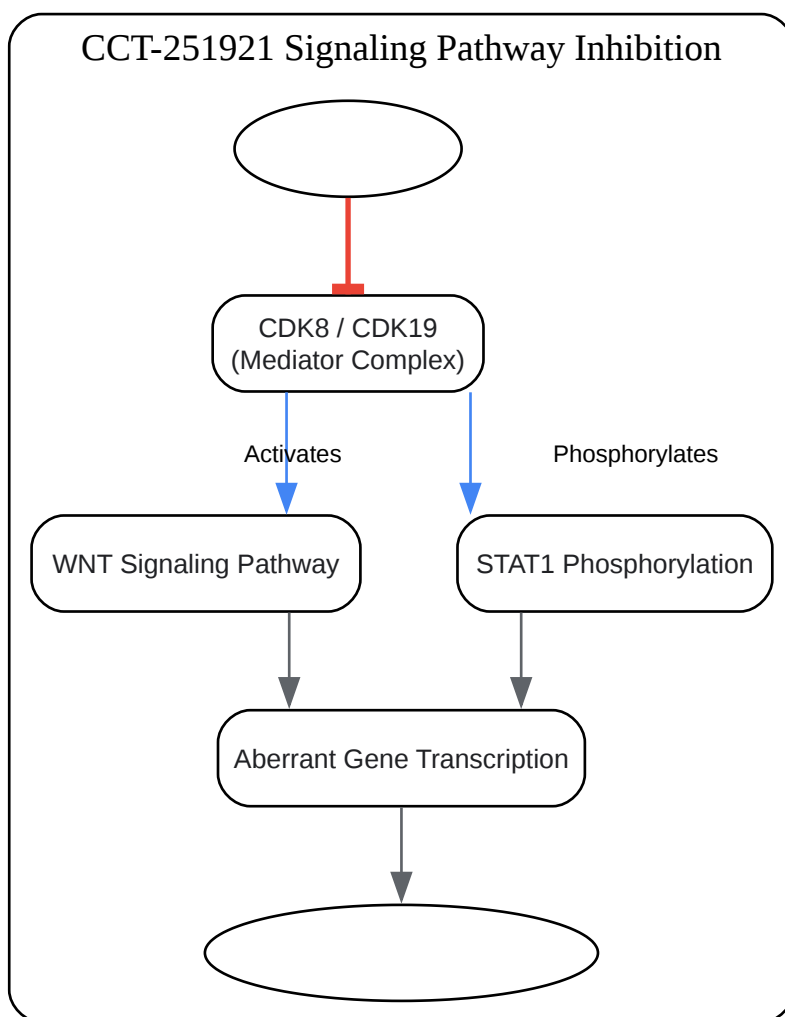 CCT-251921 Signaling Pathway Inhibition
CDK8 / CDK19
(Mediator Complex)
Activates
Phosphorylates
WNT Signaling Pathway
STAT1 Phosphorylation
Aberrant Gene Transcription